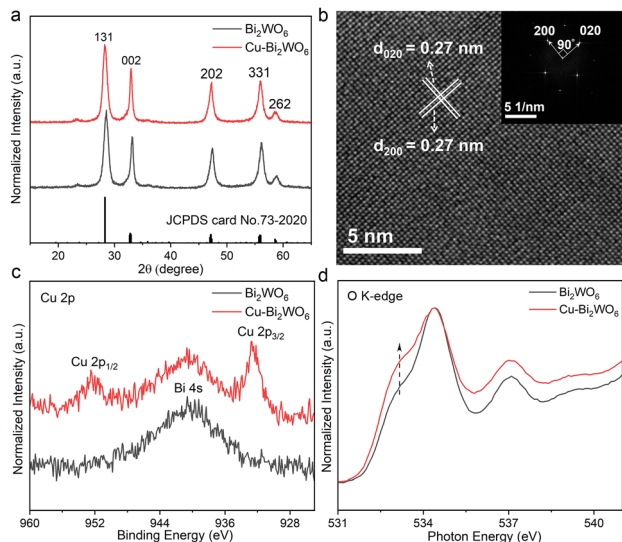 a
Bi₂WO₆
Cu-Bi₂WO₆
131
002
202
331
262
JCPDS card No.73-2020
Normalized Intensity (a.u.)
20 30 40 50 60
2θ (degree)
b
d₀₂₀ = 0.27 nm
d₂₀₀ = 0.27 nm
5 nm
200
020
90°
5 1/nm
c
Cu 2p
Bi₂WO₆
Cu-Bi₂WO₆
Cu 2p₁/₂
Cu 2p₃/₂
Bi 4s
Normalized Intensity (a.u.)
960 952 944 936 928
Binding Energy (eV)
d
O K-edge
Bi₂WO₆
Cu-Bi₂WO₆
Normalized Intensity (a.u.)
531 534 537 540
Photon Energy (eV)